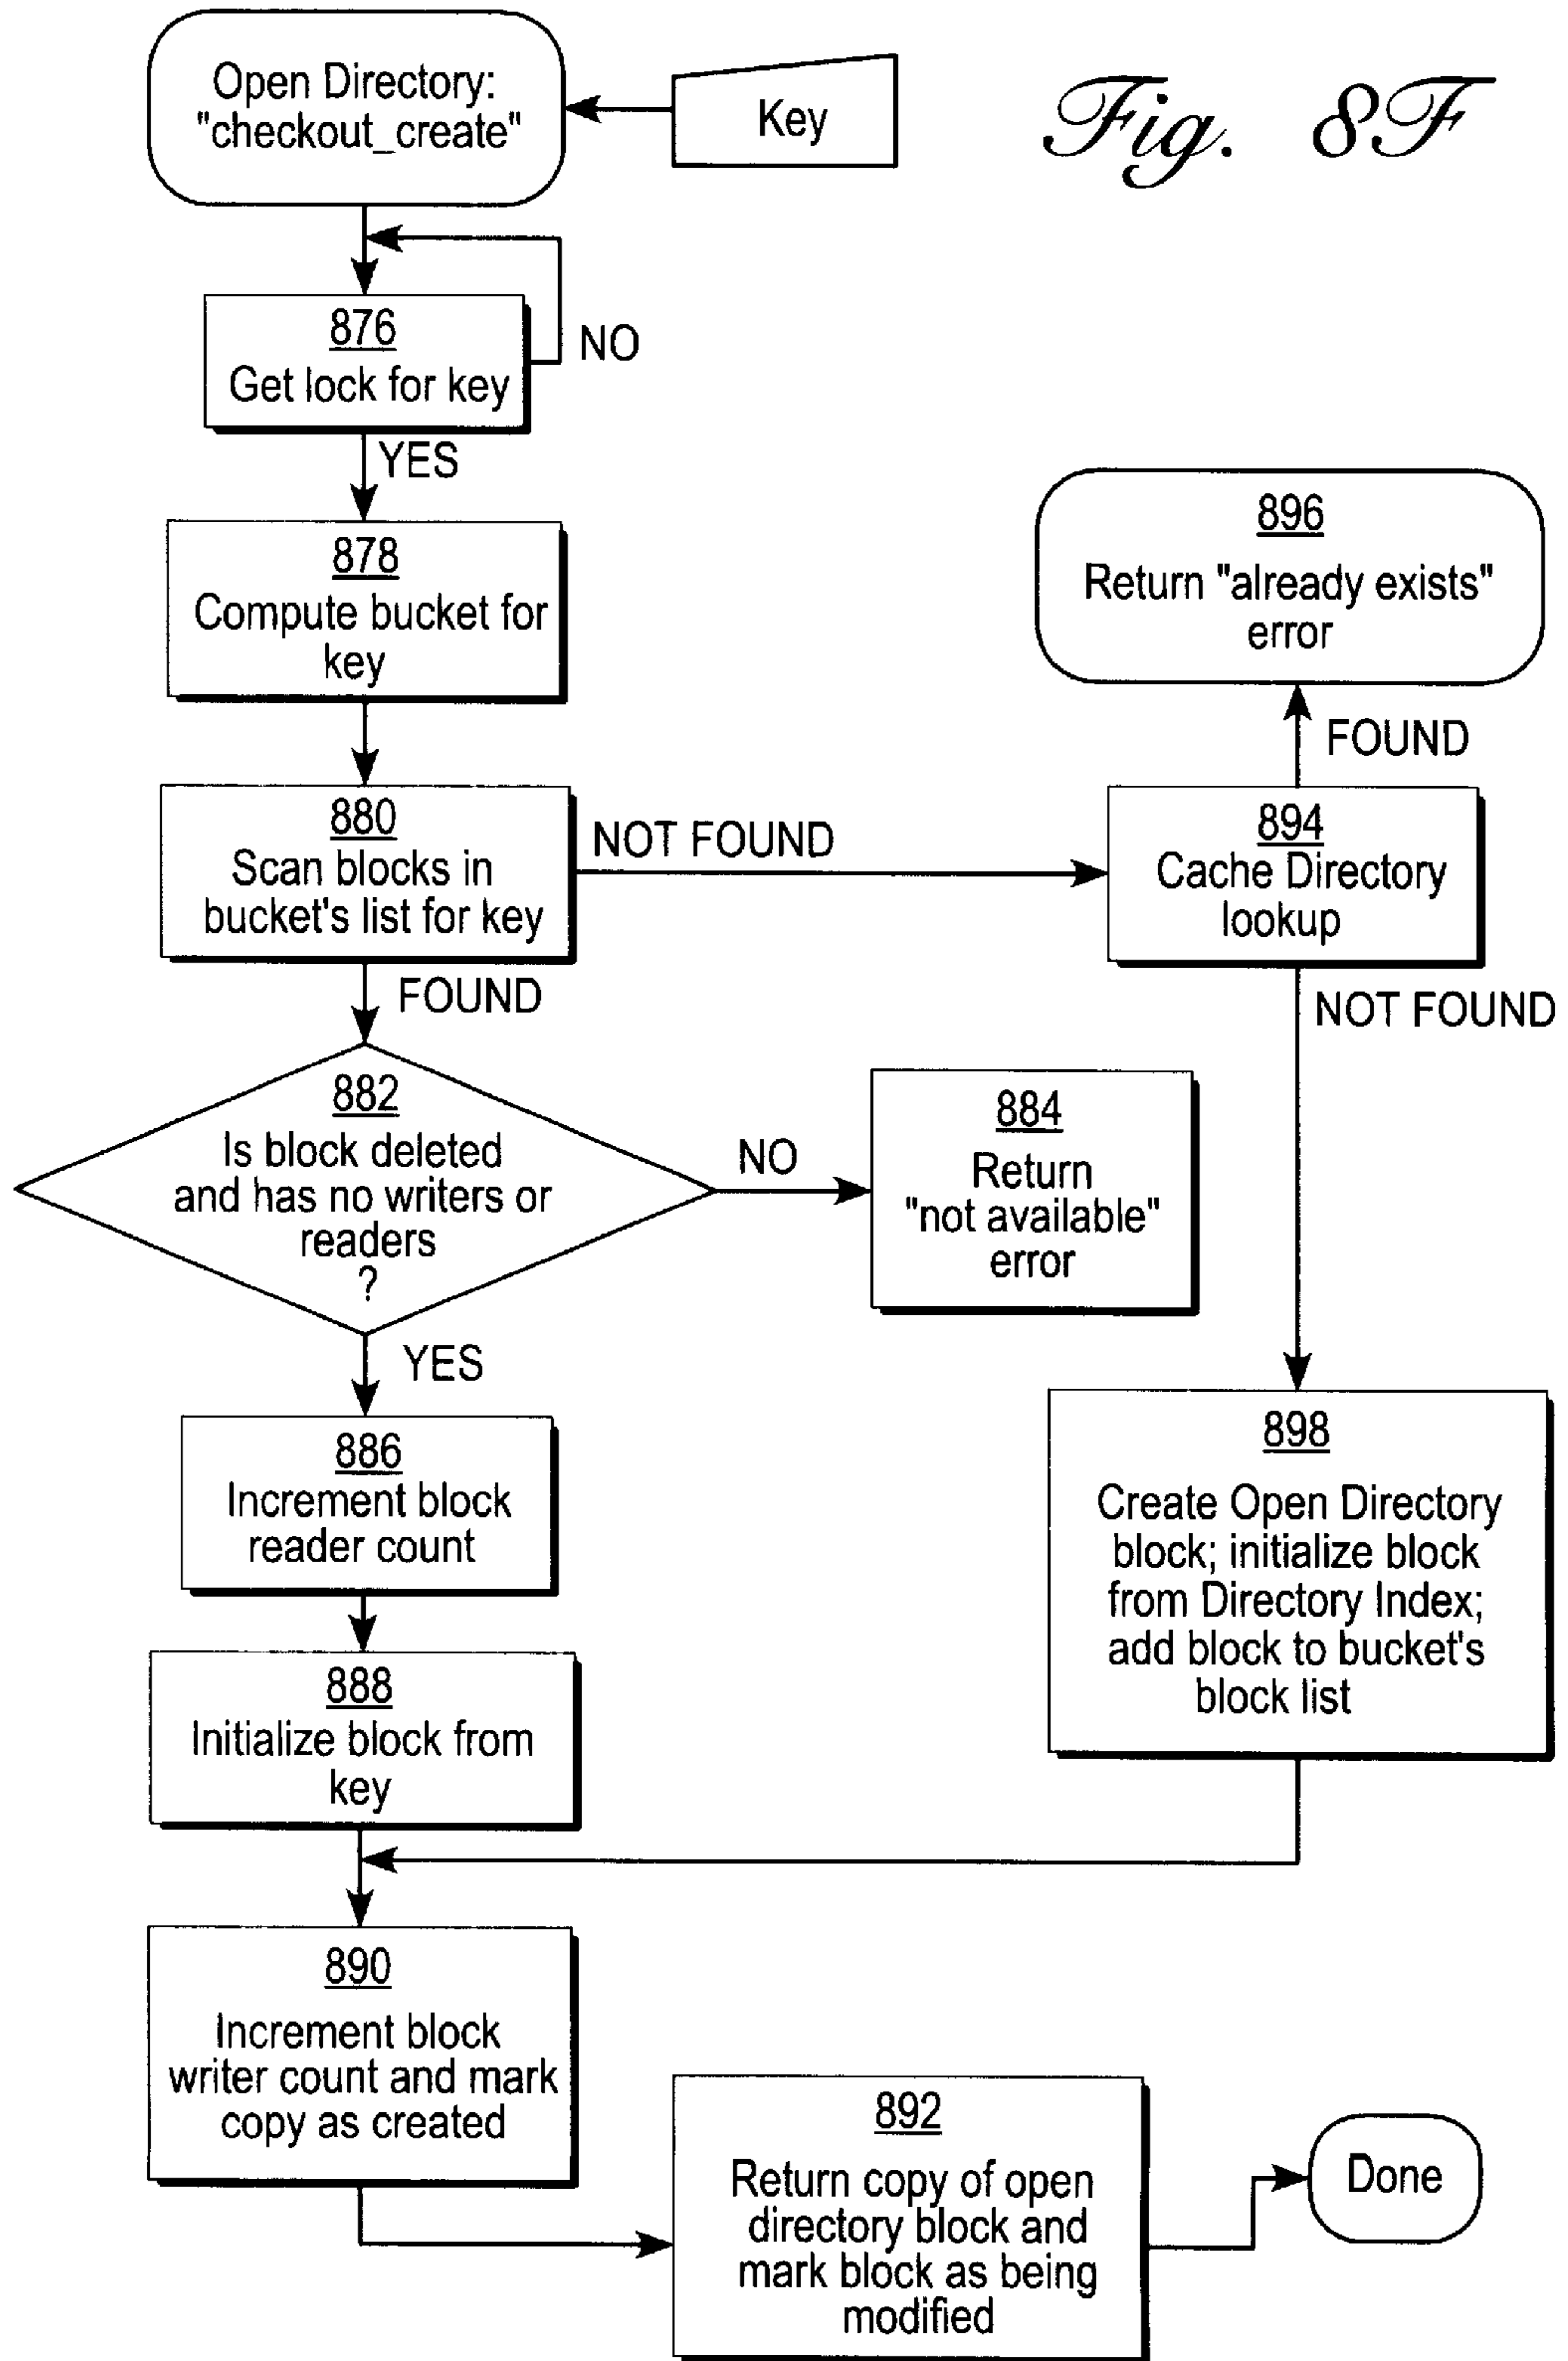 Open Directory:
"checkout_create"
Key
Fig. 8F
876
Get lock for key
NO
YES
878
Compute bucket for
key
896
Return "already exists"
error
FOUND
880
Scan blocks in
bucket's list for key
NOT FOUND
894
Cache Directory
lookup
FOUND
NOT FOUND
882
Is block deleted
and has no writers or
readers
?
NO
884
Return
"not available"
error
YES
886
Increment block
reader count
898
Create Open Directory
block; initialize block
from Directory Index;
add block to bucket's
block list
888
Initialize block from
key
890
Increment block
writer count and mark
copy as created
892
Return copy of open
directory block and
mark block as being
modified
Done